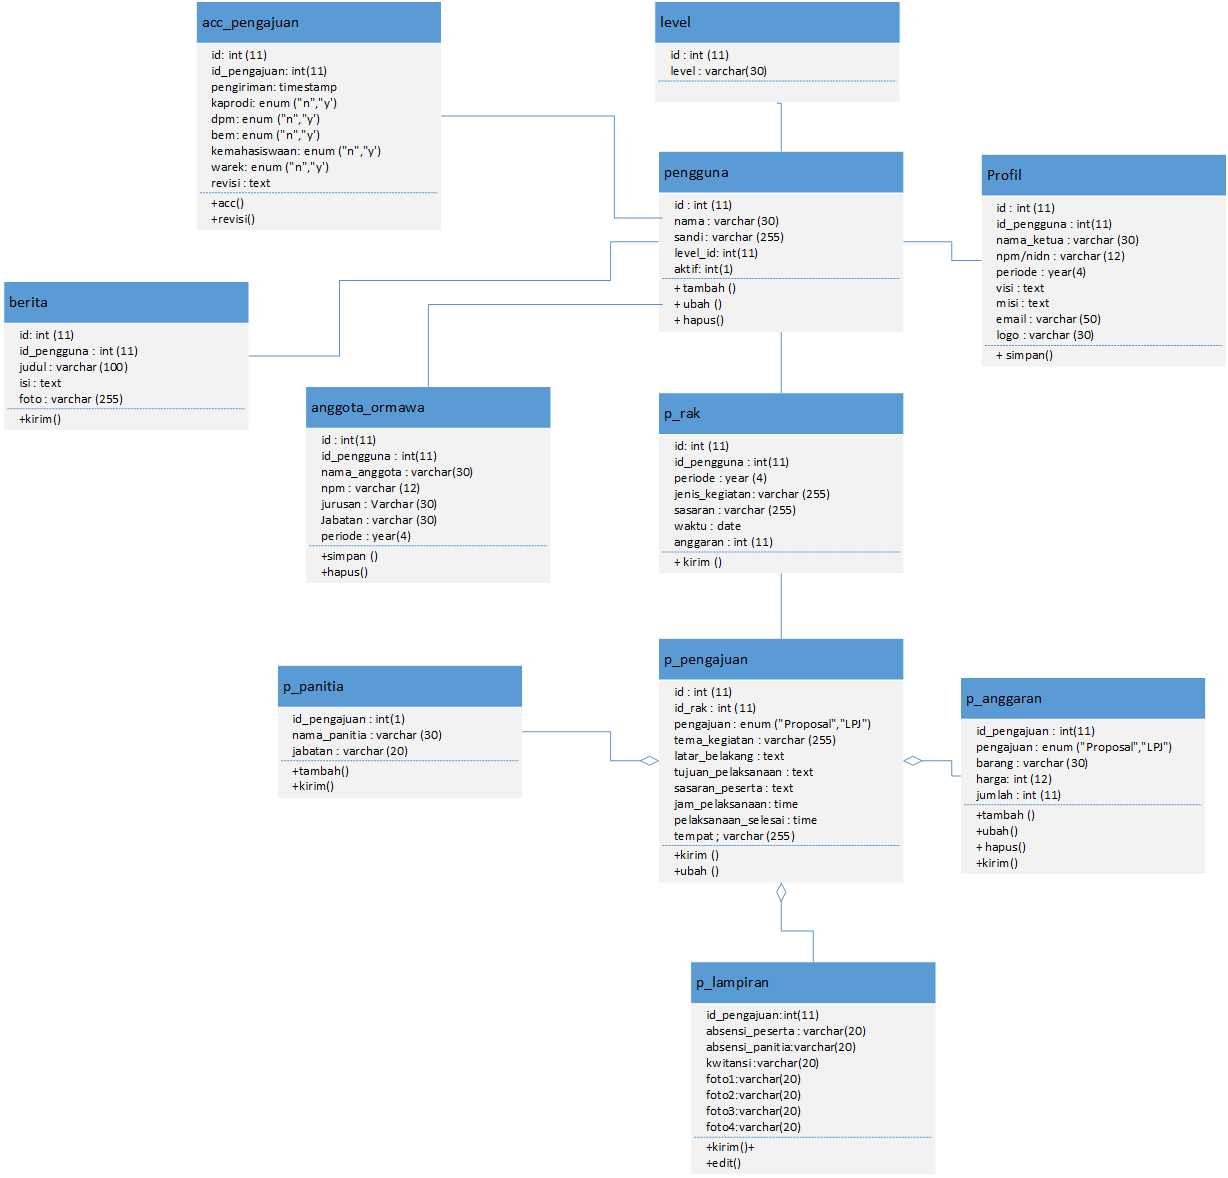 acc_pengajuan
id: int (11)
id_pengajuan: int(11)
pengiriman: timestamp
kaprodi: enum ("n","y')
dpm: enum ("n","y')
bem: enum ("n","y')
kemahasiswaan: enum ("n","y')
warek: enum ("n","y')
revisi : text
+acc()
+revisi()
level
id : int (11)
level : varchar(30)
pengguna
id : int (11)
nama : varchar (30)
sandi : varchar (255)
level_id: int(11)
aktif: int(1)
+ tambah ()
+ ubah ()
+ hapus()
Profil
id : int (11)
id_pengguna : int(11)
nama_ketua : varchar (30)
npm/nidn : varchar (12)
periode : year(4)
visi : text
misi : text
email : varchar (50)
logo : varchar (30)
+ simpan()
berita
id: int (11)
id_pengguna : int (11)
judul : varchar (100)
isi : text
foto : varchar (255)
+kirim()
anggota_ormawa
id : int(11)
id_pengguna : int(11)
nama_anggota : varchar(30)
npm : varchar (12)
jurusan : Varchar (30)
Jabatan : varchar (30)
periode : year(4)
+simpan ()
+hapus()
p_rak
id: int (11)
id_pengguna : int(11)
periode : year (4)
jenis_kegiatan: varchar (255)
sasaran : varchar (255)
waktu : date
anggaran : int (11)
+ kirim ()
p_panitia
id_pengajuan : int(1)
nama_panitia : varchar (30)
jabatan : varchar (20)
+tambah()
+kirim()
p_pengajuan
id : int (11)
id_rak : int (11)
pengajuan : enum ("Proposal","LPJ")
tema_kegiatan : varchar (255)
latar_belakang : text
tujuan_pelaksanaan : text
sasaran_peserta : text
jam_pelaksanaan: time
pelaksanaan_selesai : time
tempat ; varchar (255)
+kirim ()
+ubah ()
p_anggaran
id_pengajuan : int(11)
pengajuan : enum ("Proposal","LPJ")
barang : varchar (30)
harga: int (12)
jumlah : int (11)
+tambah ()
+ubah()
+ hapus()
+kirim()
p_lampiran
id_pengajuan:int(11)
absensi_peserta : varchar(20)
absensi_panitia:varchar(20)
kwitansi :varchar(20)
foto1:varchar(20)
foto2:varchar(20)
foto3:varchar(20)
foto4:varchar(20)
+kirim()+
+edit()